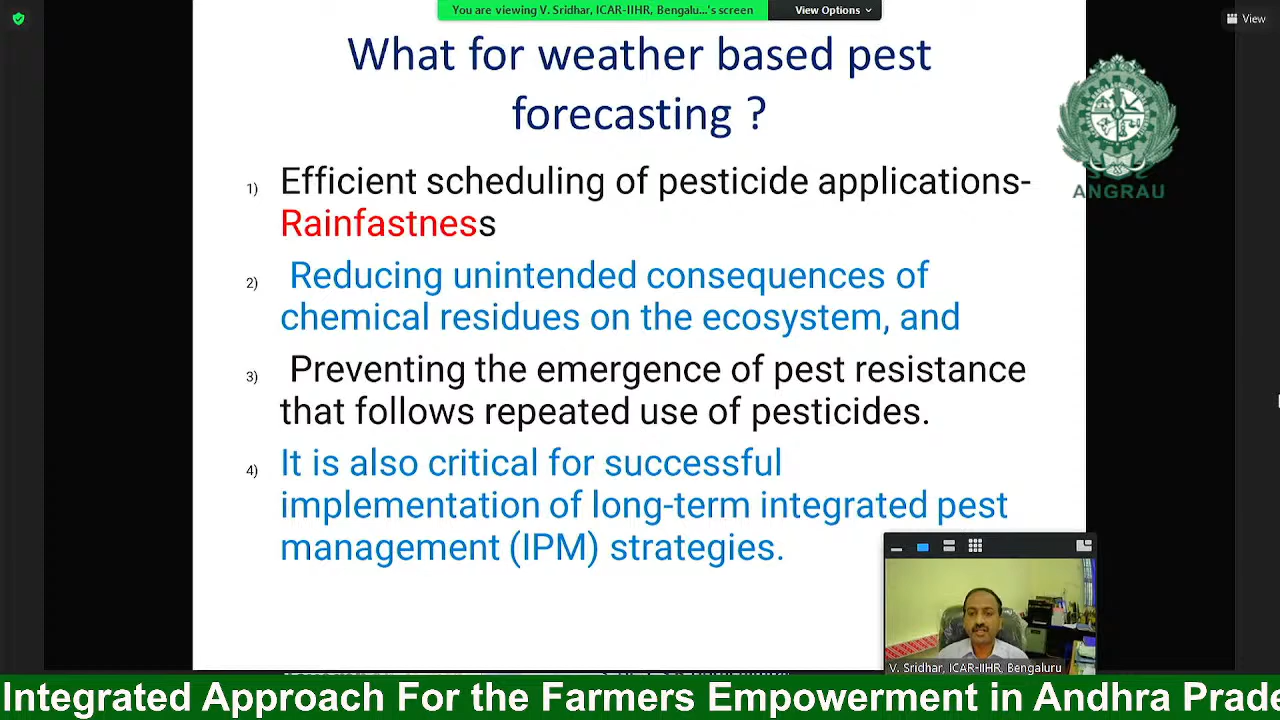 You are viewing V. Sridhar, ICAR-IIHR, Bengalu...'s screen
View Options
View
What for weather based pest
forecasting ?
ANGRAU
1) Efficient scheduling of pesticide applications-
Rainfastness
2) Reducing unintended consequences of
chemical residues on the ecosystem, and
3) Preventing the emergence of pest resistance
that follows repeated use of pesticides.
4) It is also critical for successful
implementation of long-term integrated pest
management (IPM) strategies.
V. Sridhar, ICAR-IIHR, Bengaluru
Integrated Approach For the Farmers Empowerment in Andhra Prade